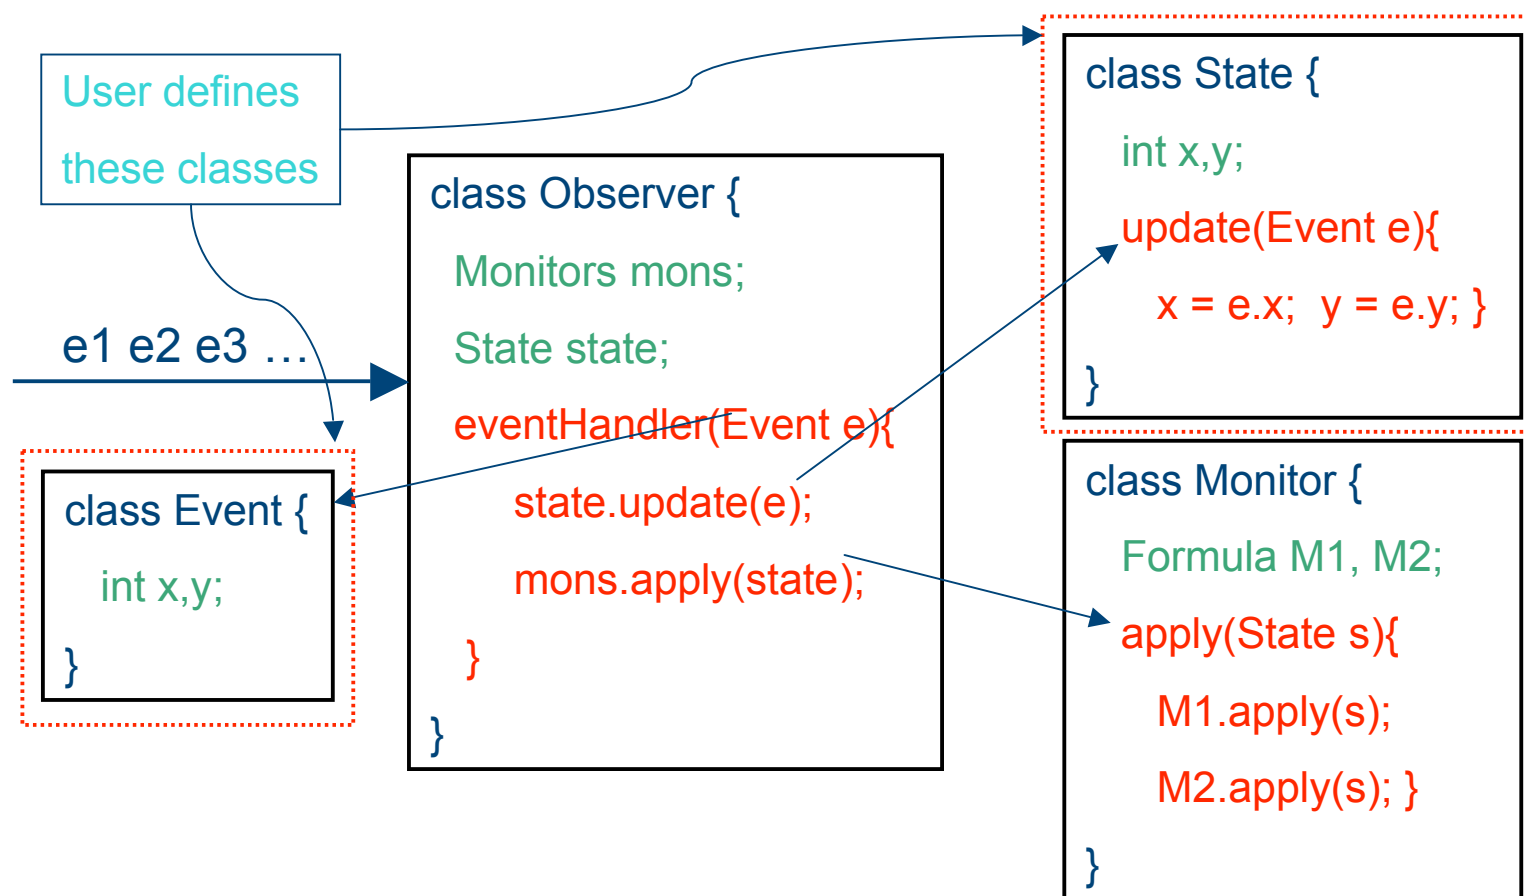 User defines
these classes
e1 e2 e3 …
class Event {
int x,y;
}
class Observer {
Monitors mons;
State state;
eventHandler(Event e){
state.update(e);
mons.apply(state);
}
}
class State {
int x,y;
update(Event e){
x = e.x;  y = e.y; }
}
class Monitor {
Formula M1, M2;
apply(State s){
M1.apply(s);
M2.apply(s); }
}